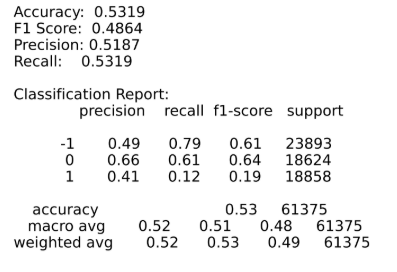 Accuracy: 0.5319
F1 Score: 0.4864
Precision: 0.5187
Recall: 0.5319
Classification Report:
precision recall f1-score support
-1 0.49 0.79 0.61 23893
0 0.66 0.61 0.64 18624
1 0.41 0.12 0.19 18858
accuracy 0.53 61375
macro avg 0.52 0.51 0.48 61375
weighted avg 0.52 0.53 0.49 61375